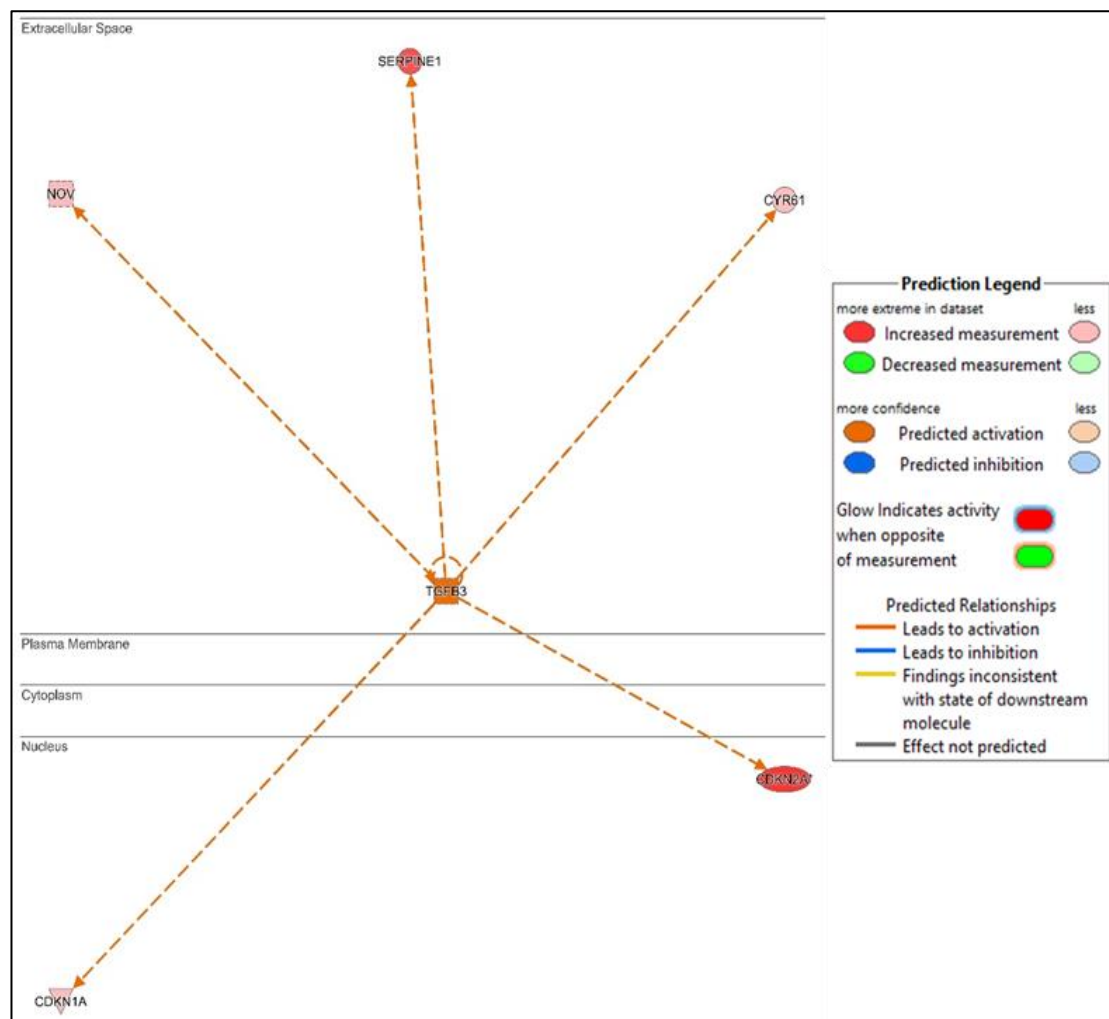 Extracellular Space
SERPINE1
NOV
CYR61
TGFB3
Plasma Membrane
Cytoplasm
Nucleus
CDKN2A*
CDKN1A
Prediction Legend
more extreme in dataset less
Increased measurement
Decreased measurement
more confidence less
Predicted activation
Predicted inhibition
Glow Indicates activity
when opposite
of measurement
Predicted Relationships
Leads to activation
Leads to inhibition
Findings inconsistent
with state of downstream
molecule
Effect not predicted